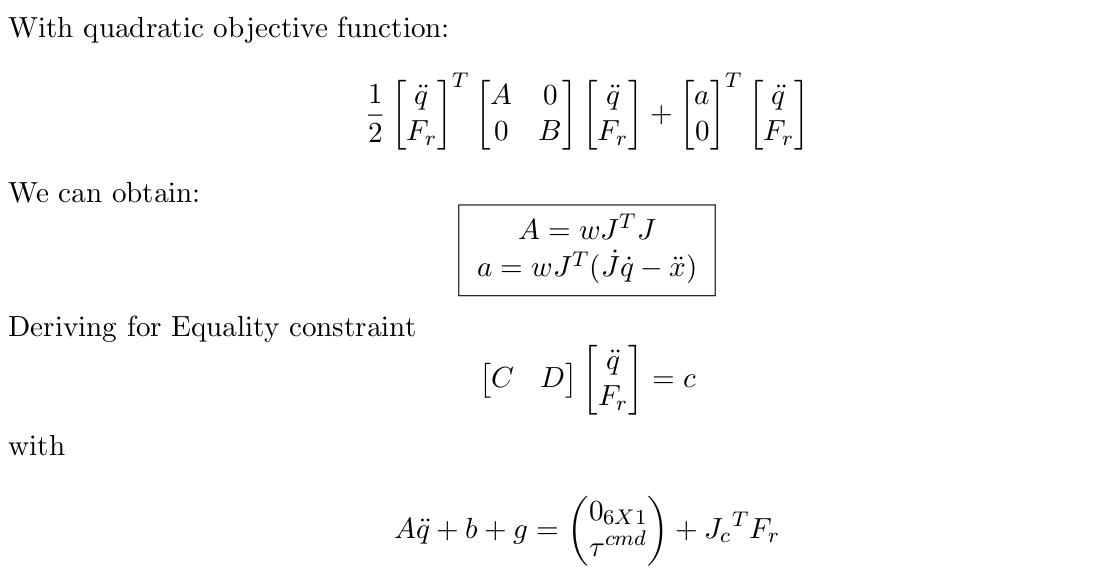 With quadratic objective function:
\frac{1}{2} \begin{bmatrix} \ddot{q} \\ F_r \end{bmatrix}^T \begin{bmatrix} A & 0 \\ 0 & B \end{bmatrix} \begin{bmatrix} \ddot{q} \\ F_r \end{bmatrix} + \begin{bmatrix} a \\ 0 \end{bmatrix}^T \begin{bmatrix} \ddot{q} \\ F_r \end{bmatrix}
We can obtain:
A = wJ^T J
a = wJ^T(\dot{J}\dot{q} - \ddot{x})
Deriving for Equality constraint
\begin{bmatrix} C & D \end{bmatrix} \begin{bmatrix} \ddot{q} \\ F_r \end{bmatrix} = c
with
A\ddot{q} + b + g = \begin{pmatrix} 0_{6X1} \\ \tau^{cmd} \end{pmatrix} + {J_c}^T F_r